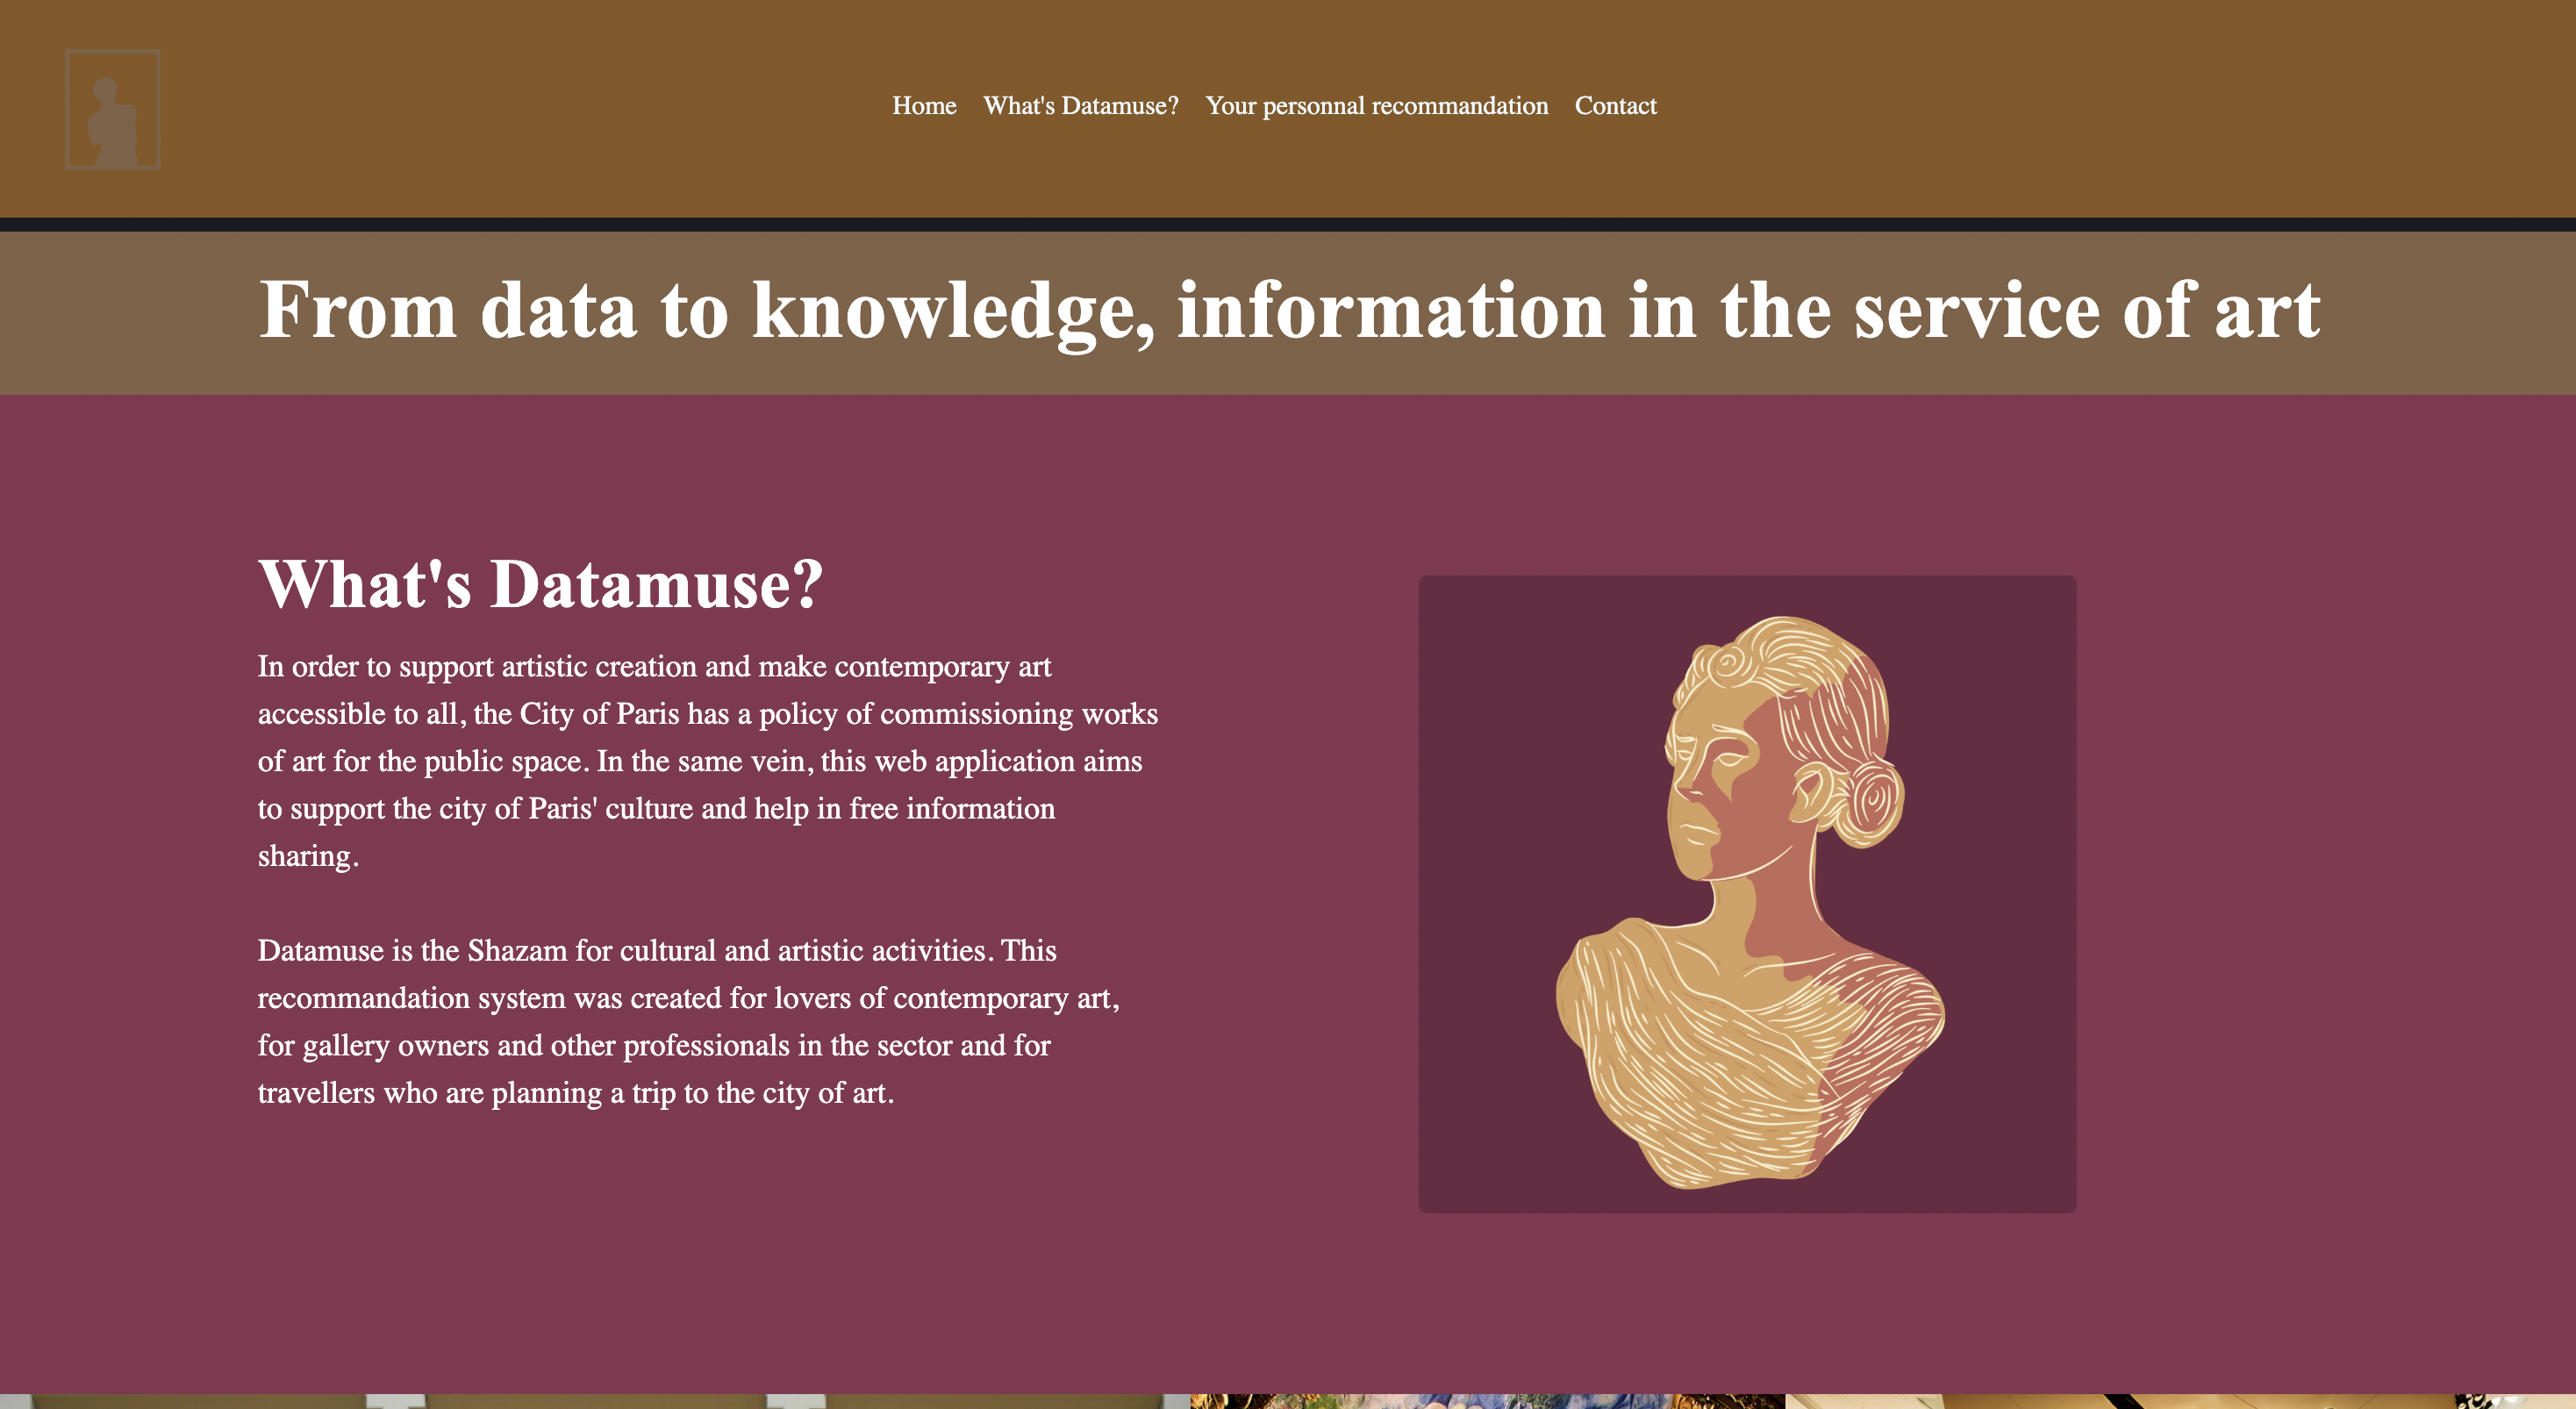 Home What's Datamuse? Your personnal recommandation Contact
From data to knowledge, information in the service of art
What's Datamuse?
In order to support artistic creation and make contemporary art
accessible to all, the City of Paris has a policy of commissioning works
of art for the public space. In the same vein, this web application aims
to support the city of Paris' culture and help in free information
sharing.
Datamuse is the Shazam for cultural and artistic activities. This
recommandation system was created for lovers of contemporary art,
for gallery owners and other professionals in the sector and for
travellers who are planning a trip to the city of art.